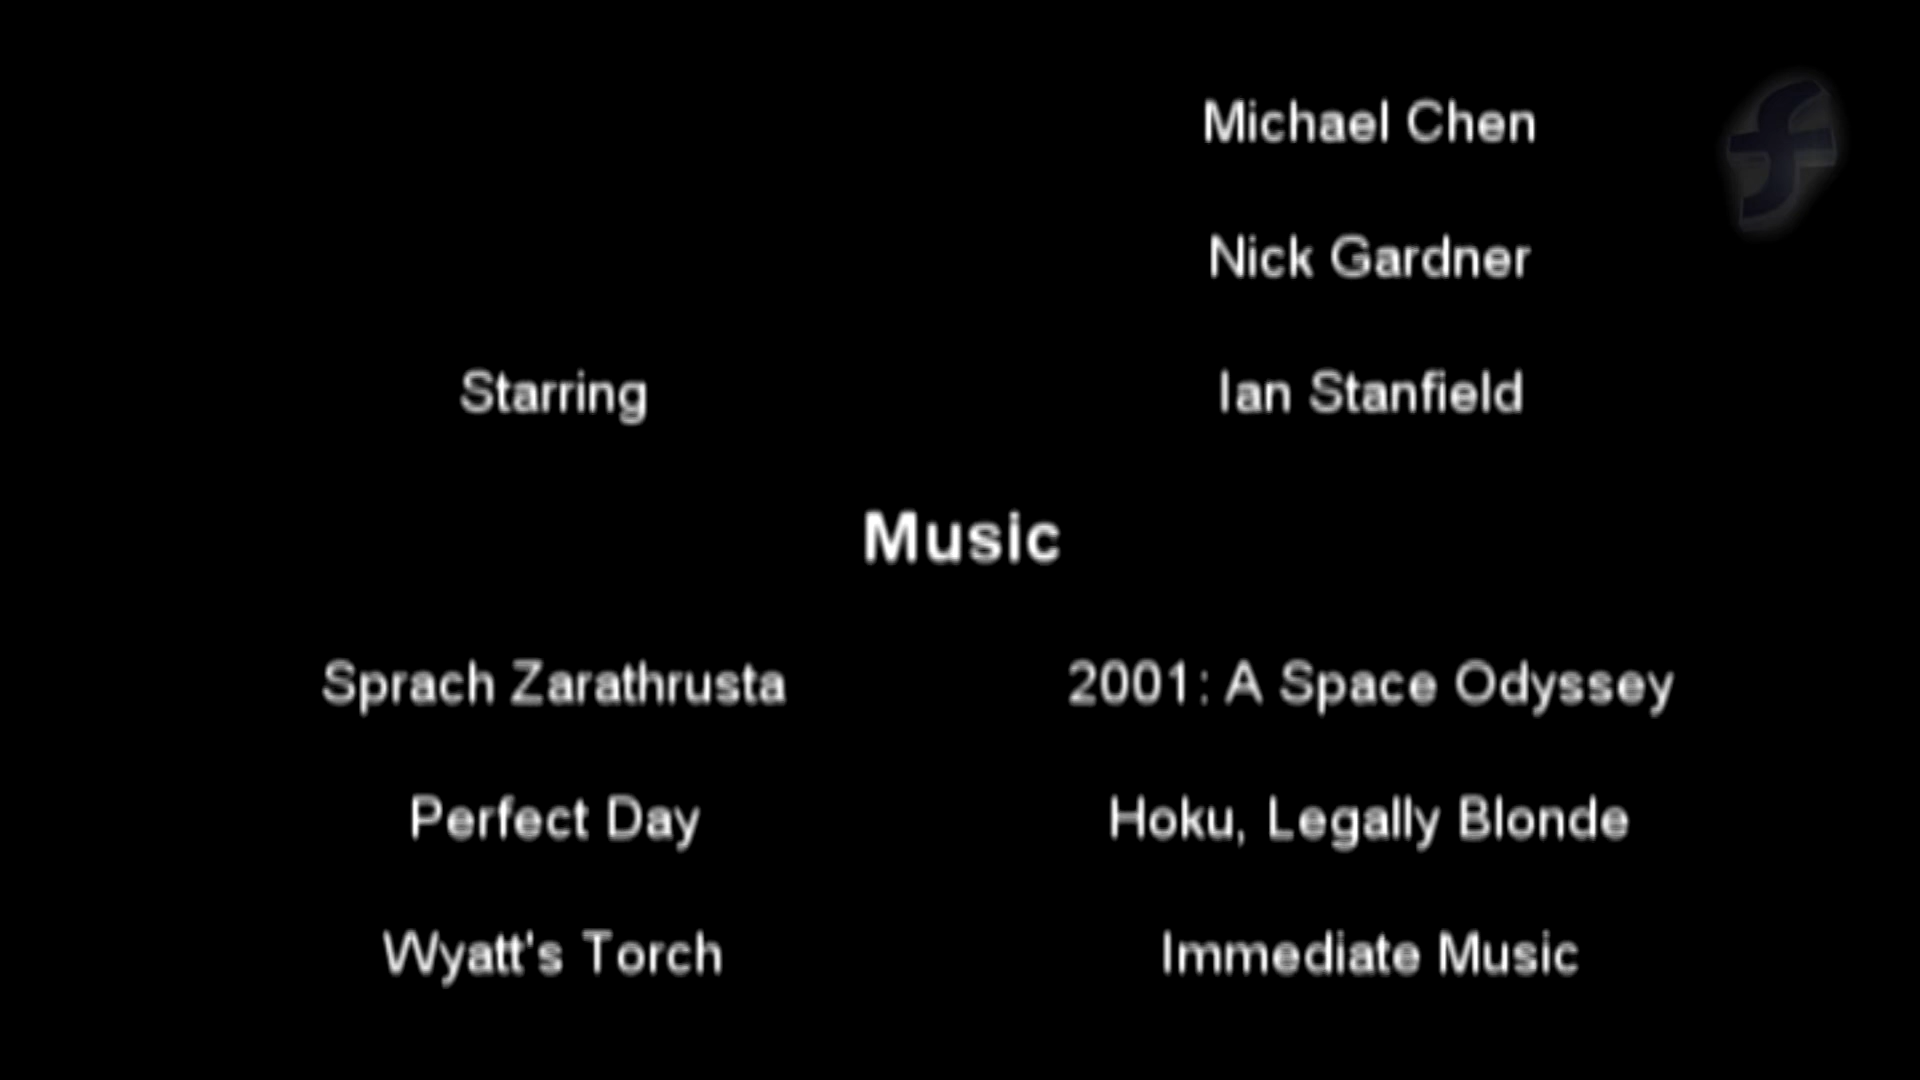 Michael Chen
Nick Gardner
Starring Ian Stanfield
Music
Sprach Zarathrusta 2001: A Space Odyssey
Perfect Day Hoku, Legally Blonde
Wyatt's Torch Immediate Music
f